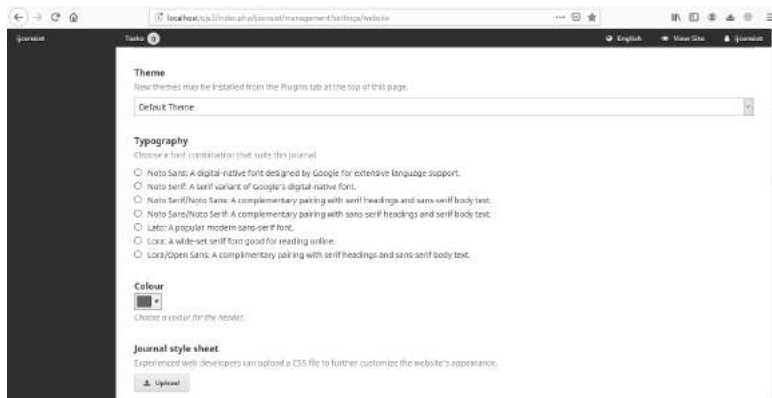 localhost/ojs3/index.php/ijconsist/management/settings/website
ijconsist
Tasks 0
English
View Site
ijconsist
Theme
New themes may be installed from the Plugins tab at the top of this page.
Default Theme
Typography
Choose a font combination that suits this journal.
Noto Sans: A digital-native font designed by Google for extensive language support.
Noto Serif: A serif variant of Google's digital-native font.
Noto Serif/Noto Sans: A complementary pairing with serif headings and sans-serif body text.
Noto Sans/Noto Serif: A complementary pairing with sans-serif headings and serif body text.
Lato: A popular modern sans-serif font.
Lora: A wide-set serif font good for reading online.
Lora/Open Sans: A complimentary pairing with serif headings and sans-serif body text.
Colour
Choose a colour for the header.
Journal style sheet
Experienced web developers can upload a CSS file to further customize the website's appearance.
Upload